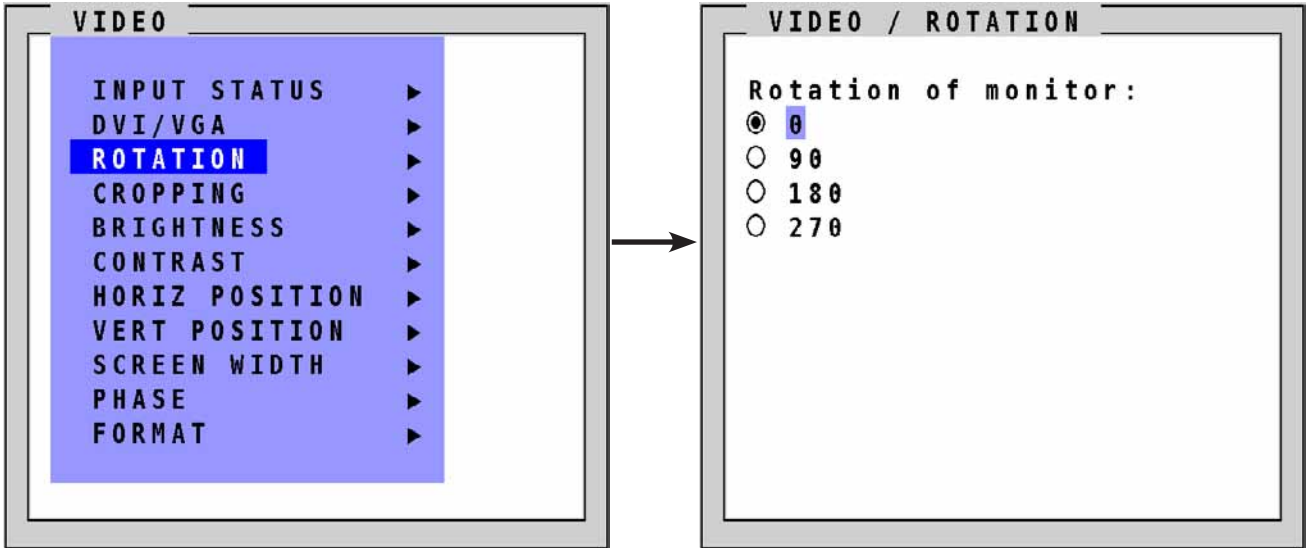 VIDEO
INPUT STATUS
DVI/VGA
ROTATION
CROPPING
BRIGHTNESS
CONTRAST
HORIZ POSITION
VERT POSITION
SCREEN WIDTH
PHASE
FORMAT
VIDEO / ROTATION
Rotation of monitor:
0
90
180
270